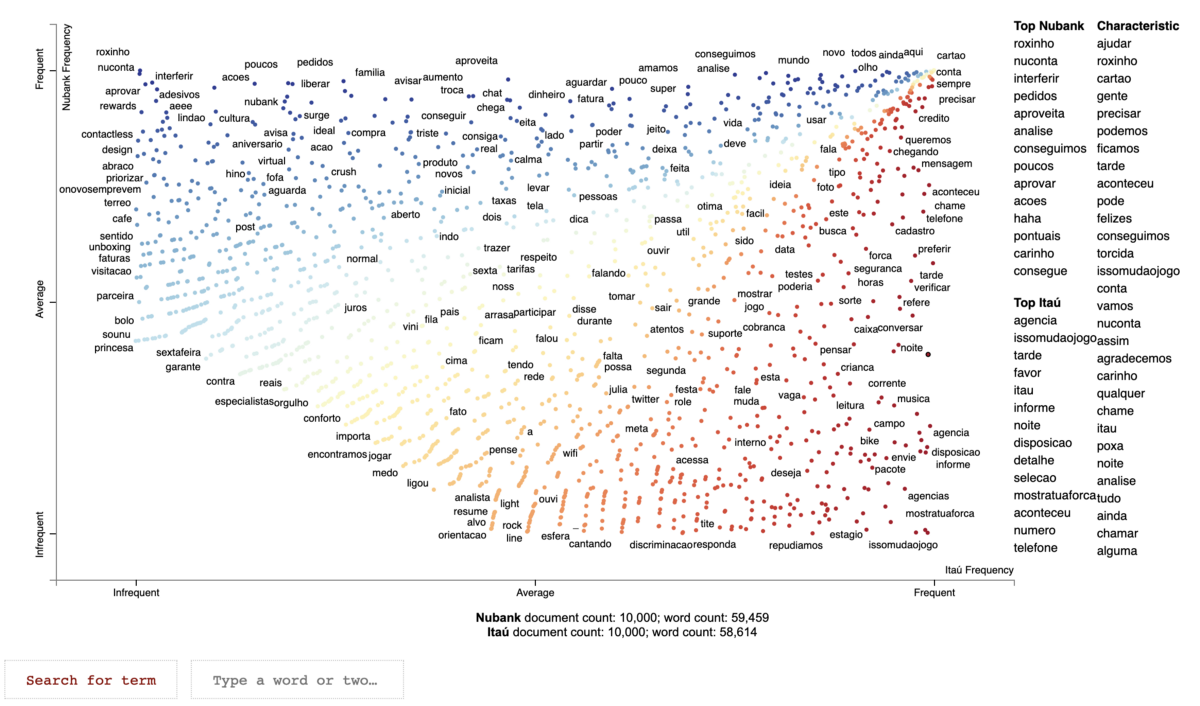 Top Nubank Characteristic
roxinho ajudar
nuconta roxinho
interferir cartao
pedidos gente
aproveita precisar
analise podemos
conseguimos ficamos
poucos tarde
aprovar aconteceu
acoes pode
haha felizes
pontuais conseguimos
carinho torcida
consegue issomudaojogo
conta
Top Itaú vamos
agencia nuconta
issomudaojogo assim
tarde agradecemos
favor carinho
itau qualquer
informe chame
noite itau
disposicao poxa
detalhe noite
selecao analise
mostratuaforca tudo
aconteceu ainda
numero chamar
telefone alguma
Nubank Frequency
Frequent
Average
Infrequent
roxinho
nuconta
interferir
poucos
acoes
pedidos
liberar
familia
avisar
aumento
aproveita
troca
chat
chega
dinheiro
aguardar
fatura
pouco
amamos
super
conseguimos
analise
mundo
novo
todos
ainda
aqui
olho
cartao
conta
sempre
precisar
aprovar
rewards
adesivos
aeee
lindao
nubank
cultura
surge
avisa
ideal
compra
conseguir
triste
consiga
real
eita
lado
poder
partir
jeito
deixa
vida
deve
usar
credito
queremos
chegando
mensagem
contactless
design
aniversario
acao
virtual
abraco
priorizar
hino
fofa
crush
produto
novos
calma
feita
fala
tipo
onovosemprevem
aguarda
inicial
levar
pessoas
ideia
foto
aconteceu
terreo
cafe
post
aberto
taxas
dois
tela
dica
passa
util
otima
facil
este
chame
telefone
busca
cadastro
sentido
unboxing
faturas
visitacao
indo
normal
trazer
respeito
sexta
tarifas
falando
ouvir
sido
data
forca
preferir
seguranca
tarde
parceira
noss
tomar
testes
poderia
horas
verificar
bolo
juros
pais
fila
vini
arrasa
participar
disse
durante
sair
grande
mostrar
jogo
sorte
refere
sounu
princesa
ficam
falou
atentos
suporte
cobranca
caixa
conversar
sextafeira
garante
cima
tendo
rede
falta
possa
segunda
pensar
noite
contra
reais
julia
twitter
festa
role
esta
fale
muda
vaga
crianca
corrente
especialistas
orgulho
leitura
musica
conforto
fato
importa
a
meta
campo
agencia
encontramos
jogar
pense
wifi
interno
bike
disposicao
medo
acessa
envie
informe
ligou
deseja
pacote
analista
resume
light
ouvi
agencias
alvo
rock
tite
mostratuaforca
orientacao
line
esfera
_
cantando
discriminacao
responda
repudiamos
estagio
issomudaojogo
Itaú Frequency
Infrequent Average Frequent
Nubank document count: 10,000; word count: 59,459
Itaú document count: 10,000; word count: 58,614
Search for term Type a word or two…